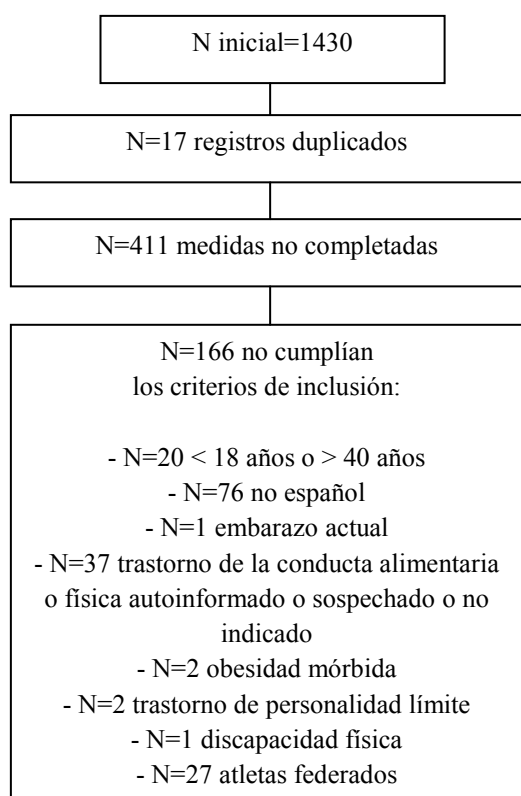 N inicial=1430
N=17 registros duplicados
N=411 medidas no completadas
N=166 no cumplían
los criterios de inclusión:
- N=20 < 18 años o > 40 años
- N=76 no español
- N=1 embarazo actual
- N=37 trastorno de la conducta alimentaria
o física autoinformado o sospechado o no
indicado
- N=2 obesidad mórbida
- N=2 trastorno de personalidad límite
- N=1 discapacidad física
- N=27 atletas federados